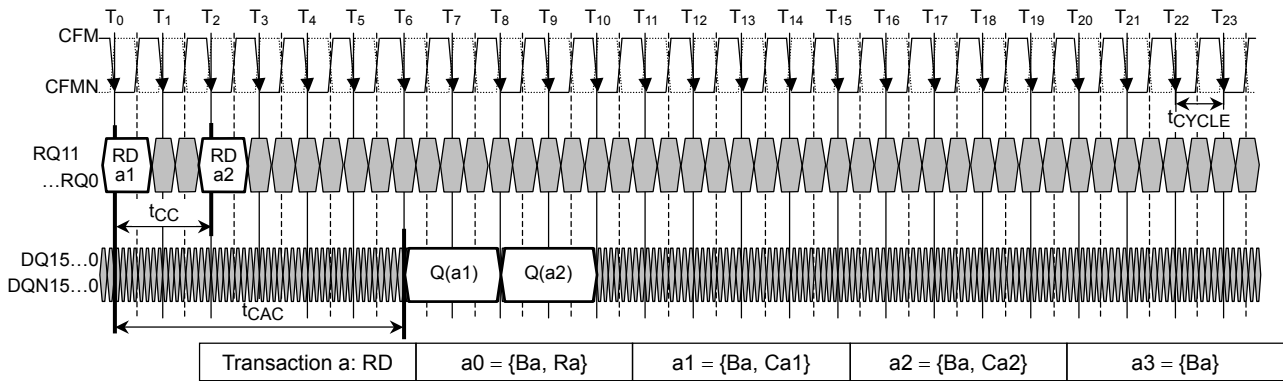 T0 T1 T2 T3 T4 T5 T6 T7 T8 T9 T10 T11 T12 T13 T14 T15 T16 T17 T18 T19 T20 T21 T22 T23
CFM
CFMN
tCYCLE
RQ11
…RQ0
RD
a1
RD
a2
tCC
DQ15…0
DQN15…0
Q(a1)
Q(a2)
tCAC
Transaction a: RD
a0 = {Ba, Ra}
a1 = {Ba, Ca1}
a2 = {Ba, Ca2}
a3 = {Ba}